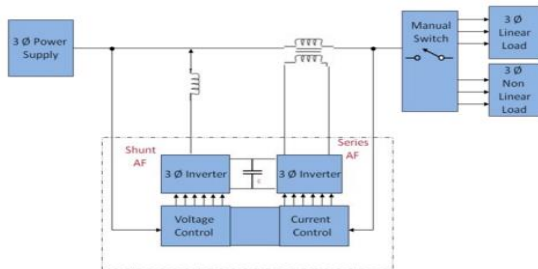 3 Ø Power
Supply
Manual
Switch
3 Ø
Linear
Load
3 Ø
Non
Linear
Load
Shunt
AF
Series
AF
3 Ø Inverter
c
3 Ø Inverter
Voltage
Control
Current
Control